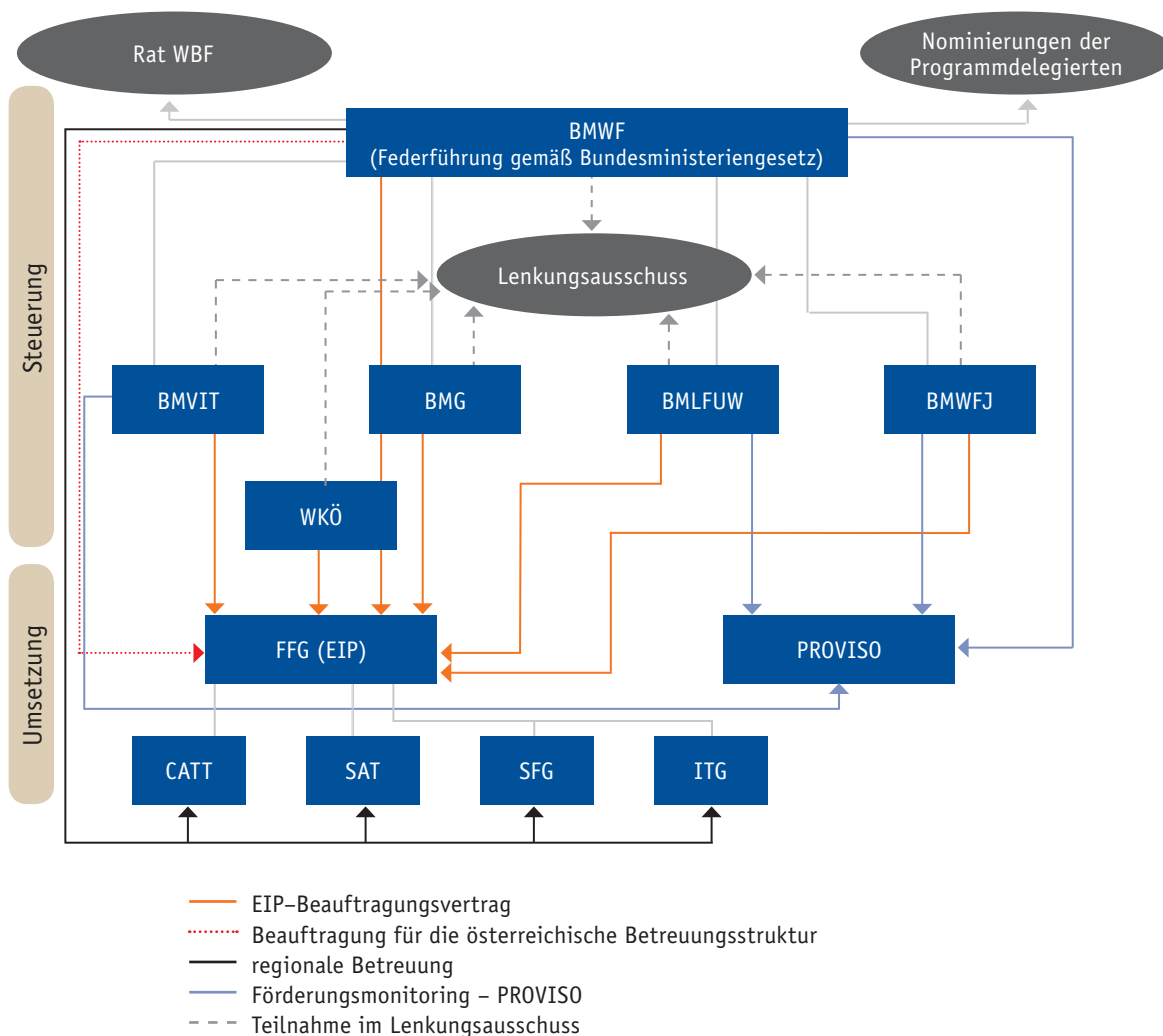 Rat WBF
Nominierungen der
Programmdelegierten
BMWF
(Federführung gemäß Bundesministeriengesetz)
Steuerung
Lenkungsausschuss
BMVIT
BMG
BMLFUW
BMWFJ
WKÖ
Umsetzung
FFG (EIP)
PROVISO
CATT
SAT
SFG
ITG
EIP–Beauftragungsvertrag
Beauftragung für die österreichische Betreuungsstruktur
regionale Betreuung
Förderungsmonitoring – PROVISO
Teilnahme im Lenkungsausschuss